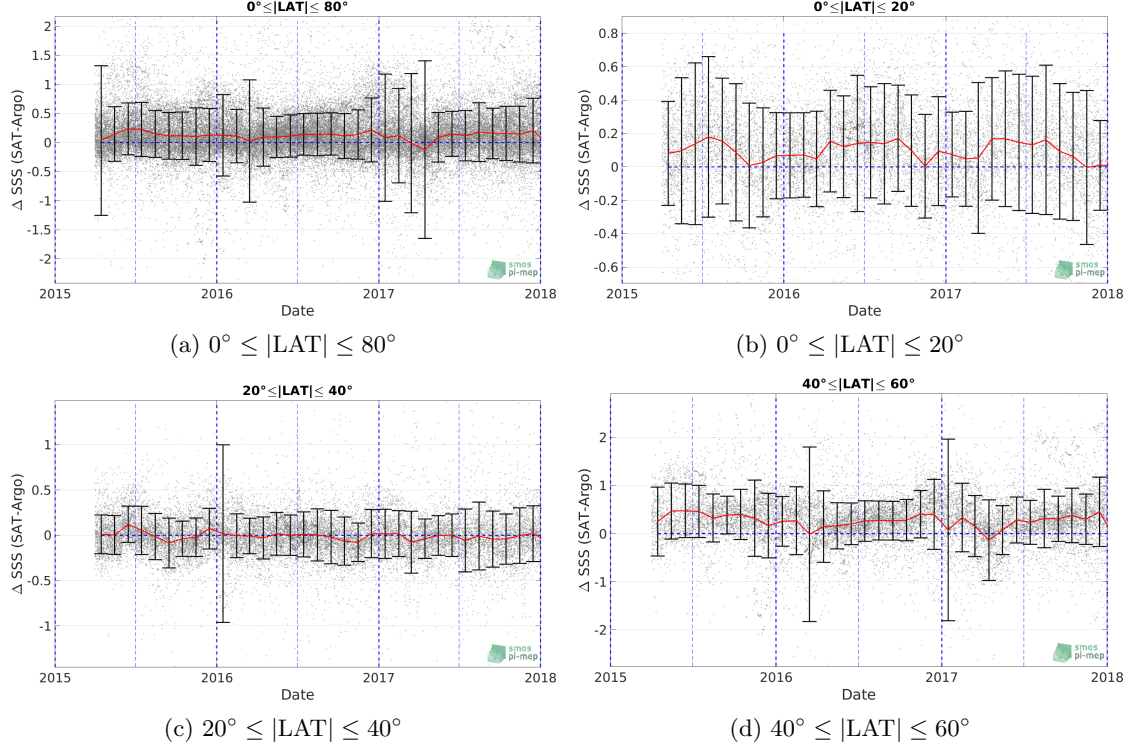 0°≤|LAT|≤ 80°
Δ SSS (SAT-Argo)
2
1.5
1
0.5
0
-0.5
-1
-1.5
-2
smos
pi-mep
2015 2016 2017 2018
Date
(a) 0° ≤ |LAT| ≤ 80°
0°≤|LAT|≤ 20°
Δ SSS (SAT-Argo)
0.8
0.6
0.4
0.2
0.0
-0.2
-0.4
-0.6
smos
pi-mep
2015 2016 2017 2018
Date
(b) 0° ≤ |LAT| ≤ 20°
20°≤|LAT|≤ 40°
Δ SSS (SAT-Argo)
1
0.5
0
-0.5
-1
smos
pi-mep
2015 2016 2017 2018
Date
(c) 20° ≤ |LAT| ≤ 40°
40°≤|LAT|≤ 60°
Δ SSS (SAT-Argo)
2
1
0
-1
-2
smos
pi-mep
2015 2016 2017 2018
Date
(d) 40° ≤ |LAT| ≤ 60°